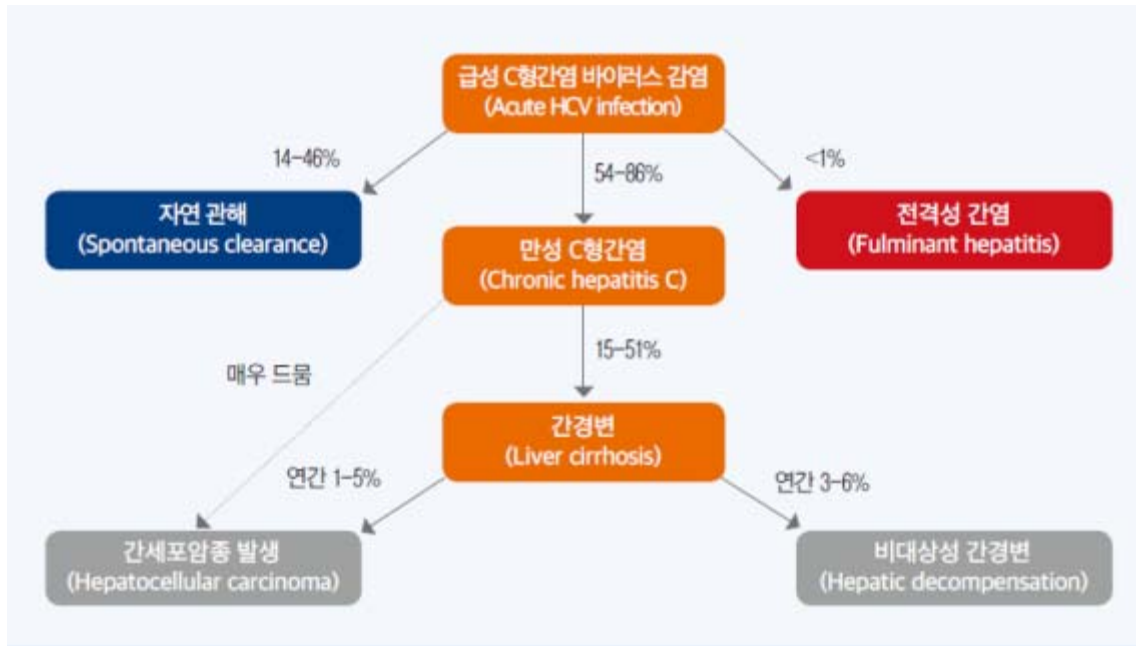 급성 C형간염 바이러스 감염
(Acute HCV infection)
14-46%
54-86%
<1%
자연 관해
(Spontaneous clearance)
만성 C형간염
(Chronic hepatitis C)
전격성 간염
(Fulminant hepatitis)
15-51%
매우 드뭄
간경변
(Liver cirrhosis)
연간 1-5%
연간 3-6%
간세포암종 발생
(Hepatocellular carcinoma)
비대상성 간경변
(Hepatic decompensation)